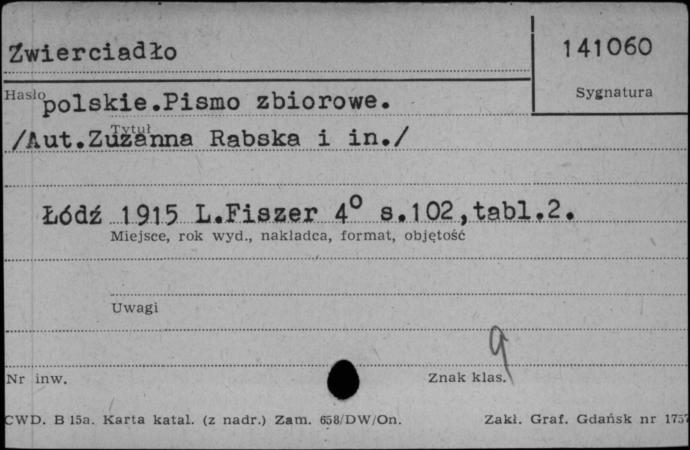 Zwierciadło
141060
Hasło
Sygnatura
polskie.Pismo zbiorowe.
Tytuł
/Aut.Zuzanna Rabska i in./
Łódź 1915 L.Fiszer 4° s.102,tabl.2.
Miejsce, rok wyd., nakładca, format, objętość
Uwagi
9
Nr inw.
Znak klas.
CWD. B 15a. Karta katal. (z nadr.) Zam. 658/DW/On.
Zakł. Graf. Gdańsk nr 1757